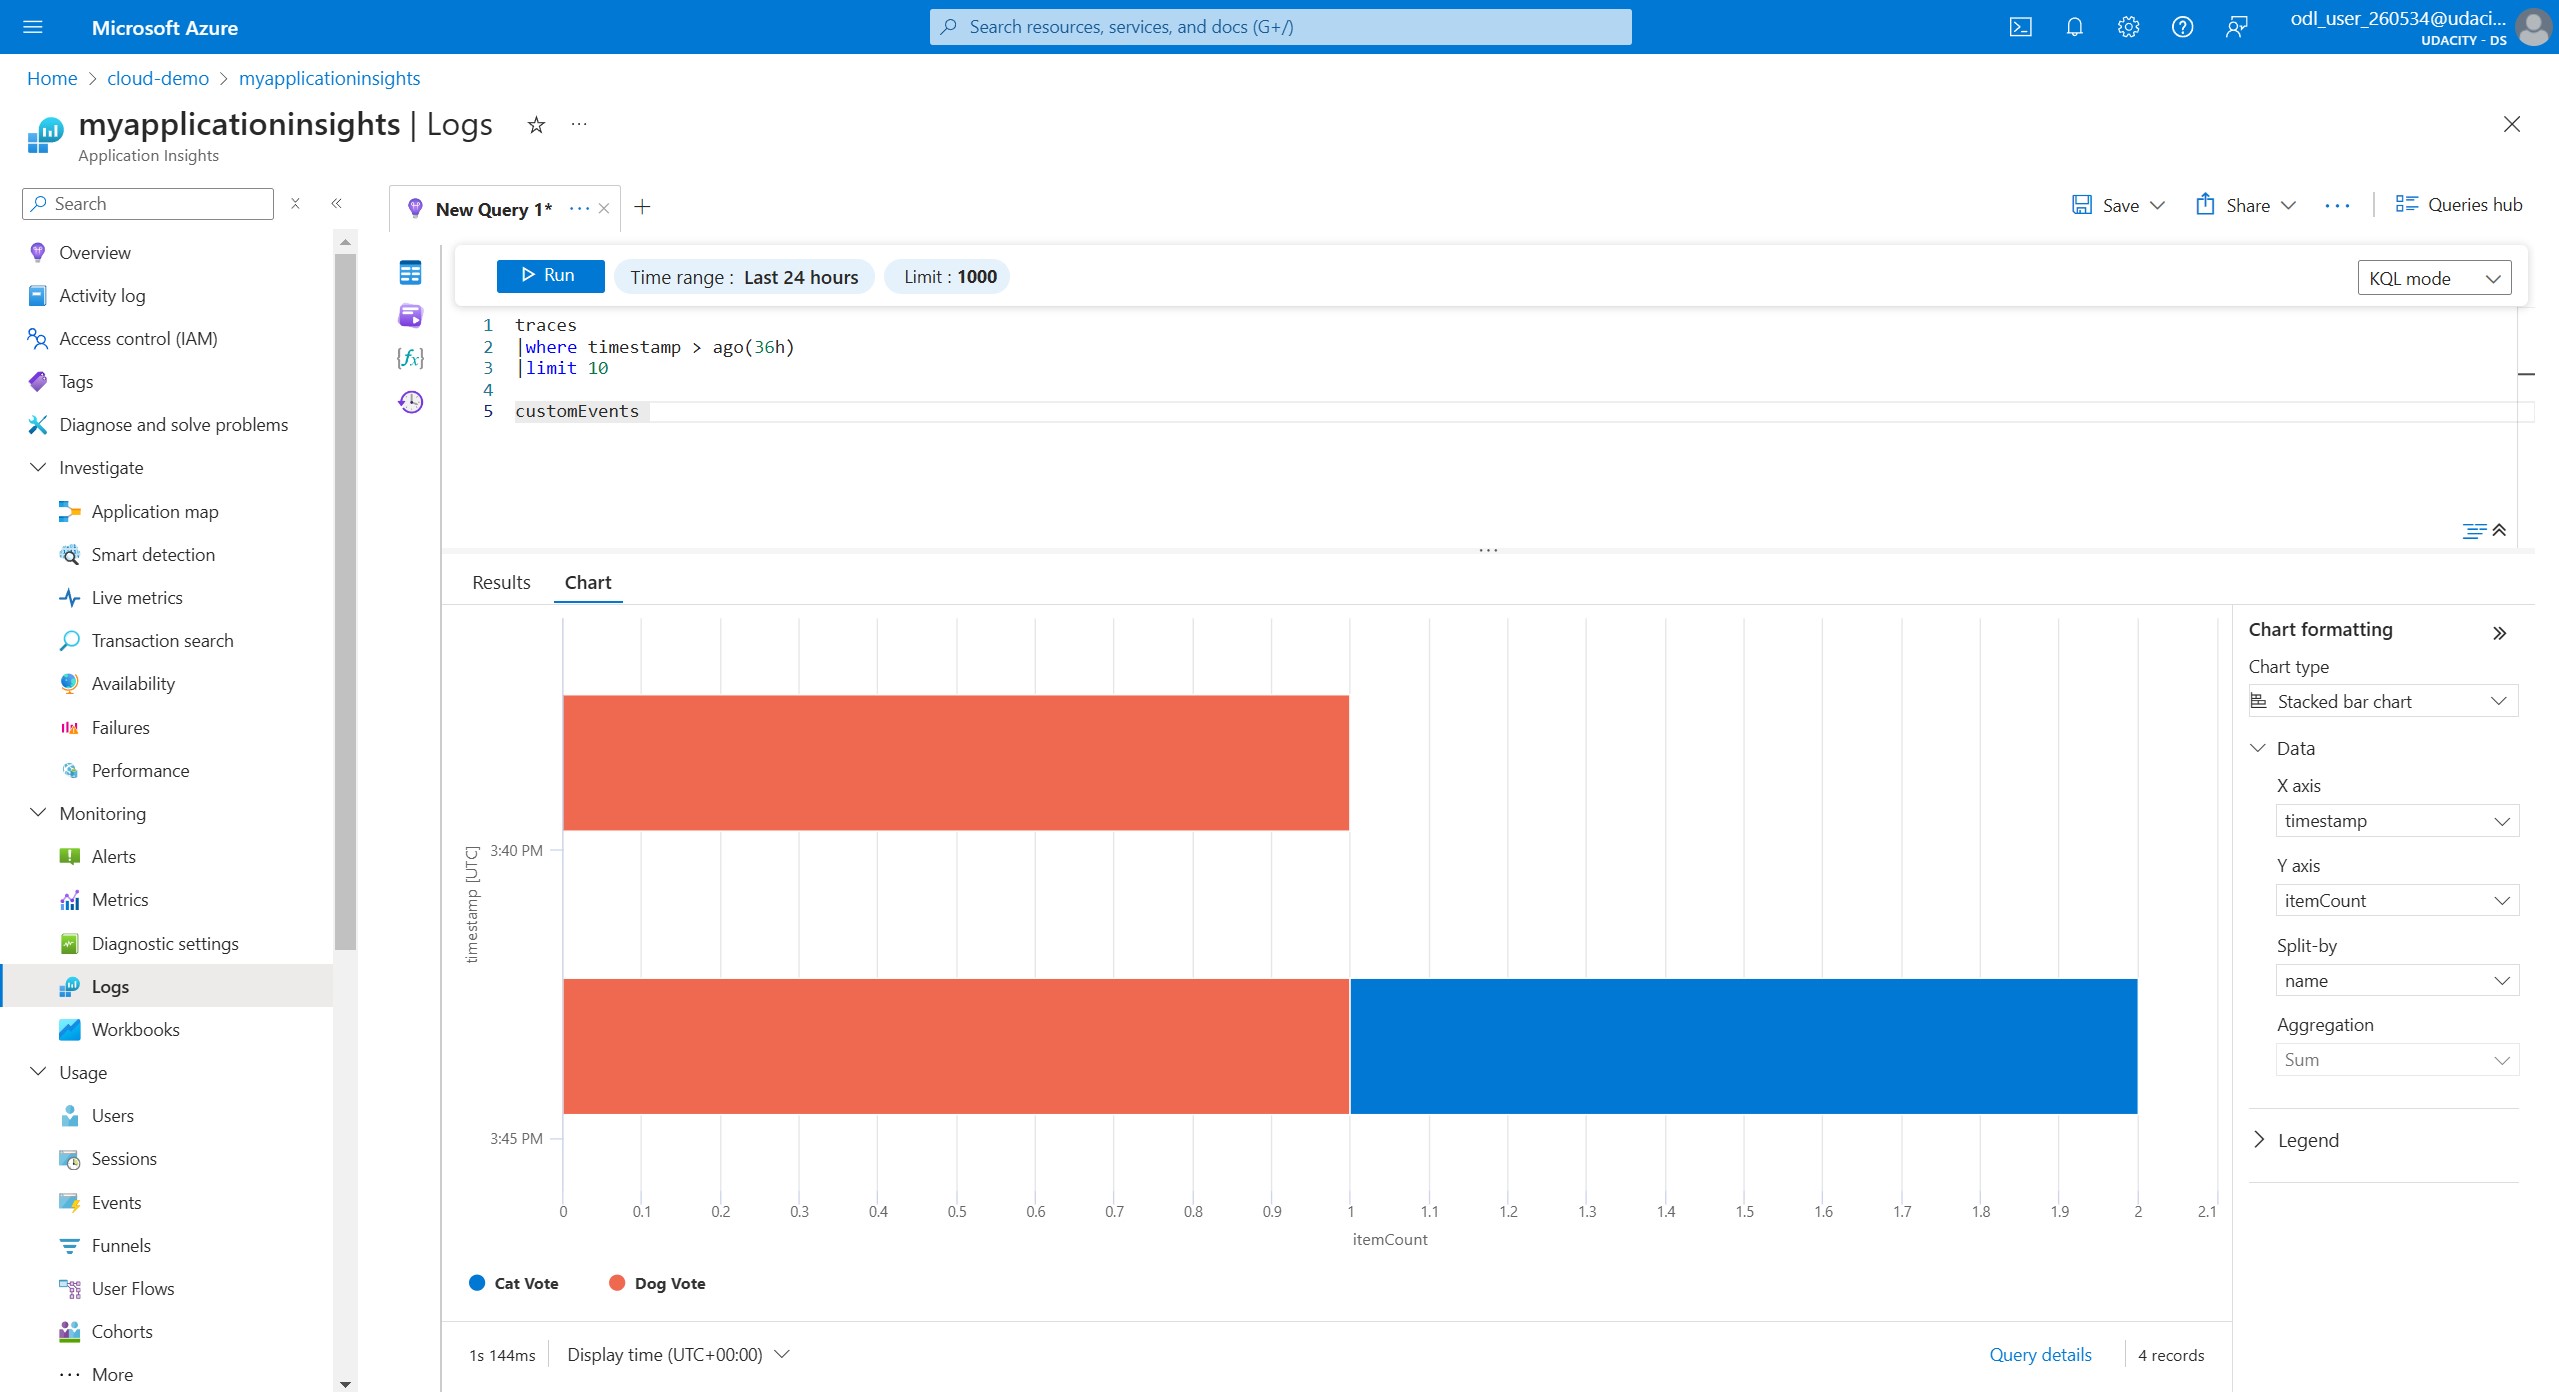 Microsoft Azure
Search resources, services, and docs (G+/)
odl_user_260534@udaci...
UDACITY - DS
Home > cloud-demo > myapplicationinsights
myapplicationinsights | Logs
Application Insights
Search
Overview
Activity log
Access control (IAM)
Tags
Diagnose and solve problems
Investigate
Application map
Smart detection
Live metrics
Transaction search
Availability
Failures
Performance
Monitoring
Alerts
Metrics
Diagnostic settings
Logs
Workbooks
Usage
Users
Sessions
Events
Funnels
User Flows
Cohorts
More
New Query 1*
Save
Share
Queries hub
Run
Time range : Last 24 hours
Limit : 1000
KQL mode
1 traces
2 |where timestamp > ago(36h)
3 |limit 10
4
5 customEvents
Results
Chart
timestamp [UTC]
3:40 PM
3:45 PM
0 0.1 0.2 0.3 0.4 0.5 0.6 0.7 0.8 0.9 1 1.1 1.2 1.3 1.4 1.5 1.6 1.7 1.8 1.9 2 2.1
itemCount
Cat Vote
Dog Vote
1s 144ms
Display time (UTC+00:00)
Query details
4 records
Chart formatting
Chart type
Stacked bar chart
Data
X axis
timestamp
Y axis
itemCount
Split-by
name
Aggregation
Sum
Legend